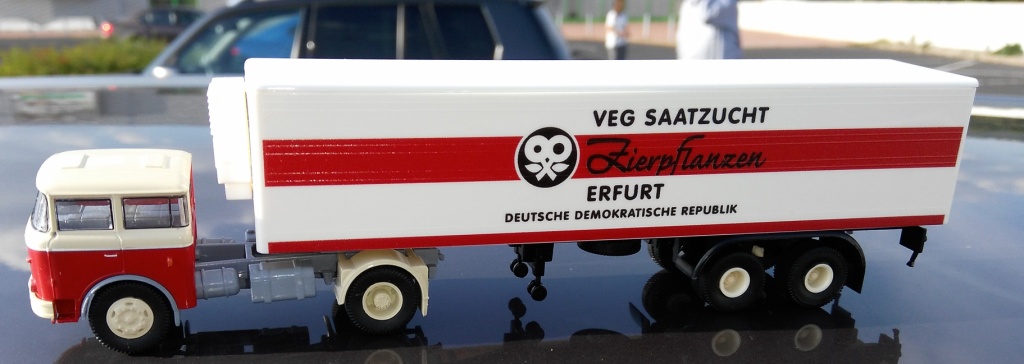 VEG SAATZUCHT
Zierpflanzen
ERFURT
DEUTSCHE DEMOKRATISCHE REPUBLIK